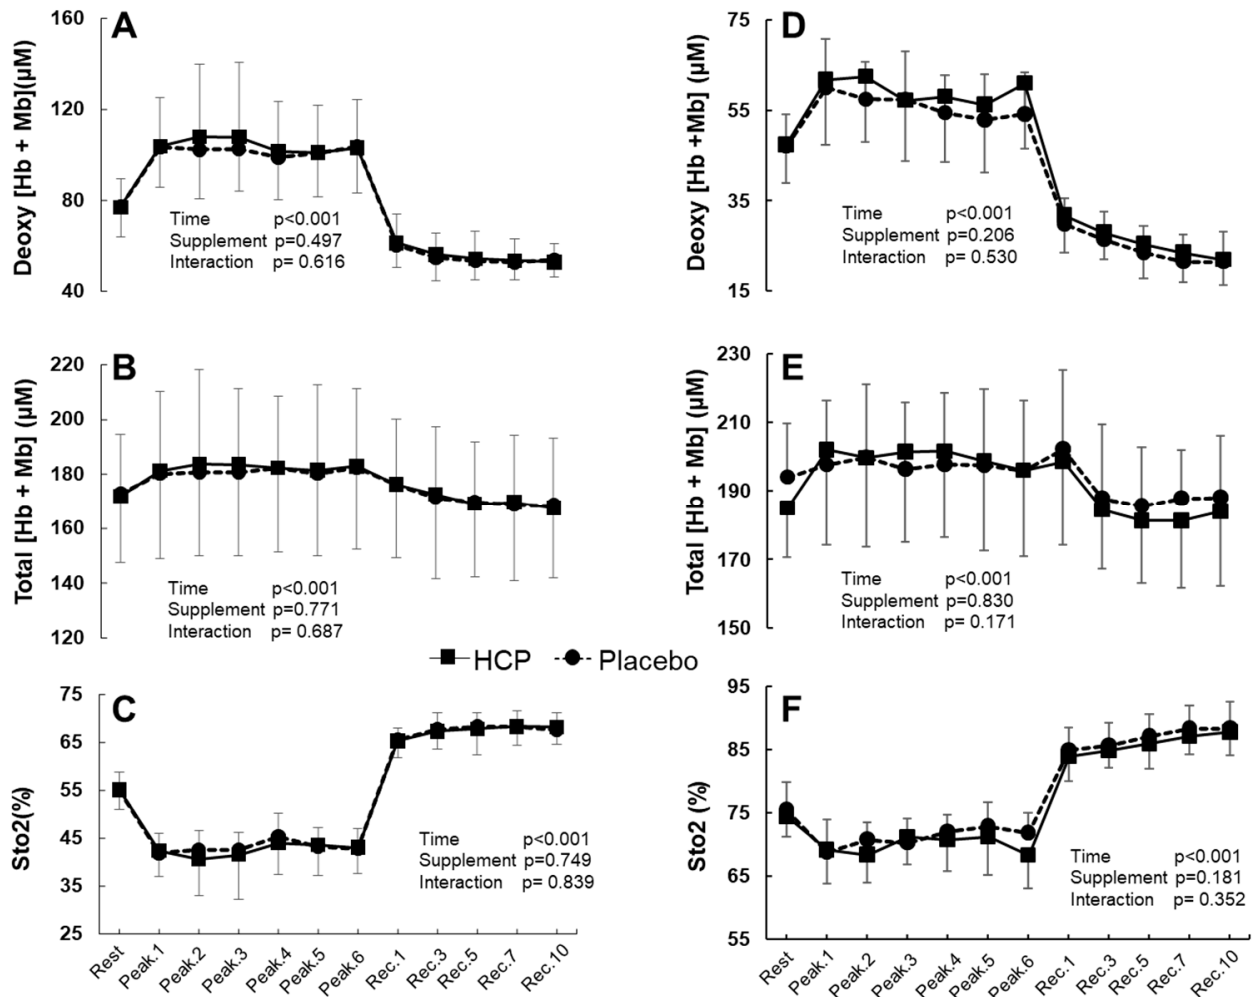 A
Deoxy [Hb + Mb](µM)
160
120
80
40
Time p<0.001
Supplement p=0.497
Interaction p= 0.616
D
Deoxy [Hb +Mb] (µM)
75
55
35
15
Time p<0.001
Supplement p=0.206
Interaction p= 0.530
B
Total [Hb + Mb] (µM)
220
200
180
160
140
120
Time p<0.001
Supplement p=0.771
Interaction p= 0.687
E
Total [Hb + Mb] (µM)
230
210
190
170
150
Time p<0.001
Supplement p=0.830
Interaction p= 0.171
HCP Placebo
C
Sto2(%)
75
65
55
45
35
25
Time p<0.001
Supplement p=0.749
Interaction p= 0.839
Rest Peak.1 Peak.2 Peak.3 Peak.4 Peak.5 Peak.6 Rec.1 Rec.3 Rec.5 Rec.7 Rec.10
F
Sto2 (%)
95
85
75
65
55
Time p<0.001
Supplement p=0.181
Interaction p= 0.352
Rest Peak.1 Peak.2 Peak.3 Peak.4 Peak.5 Peak.6 Rec.1 Rec.3 Rec.5 Rec.7 Rec.10